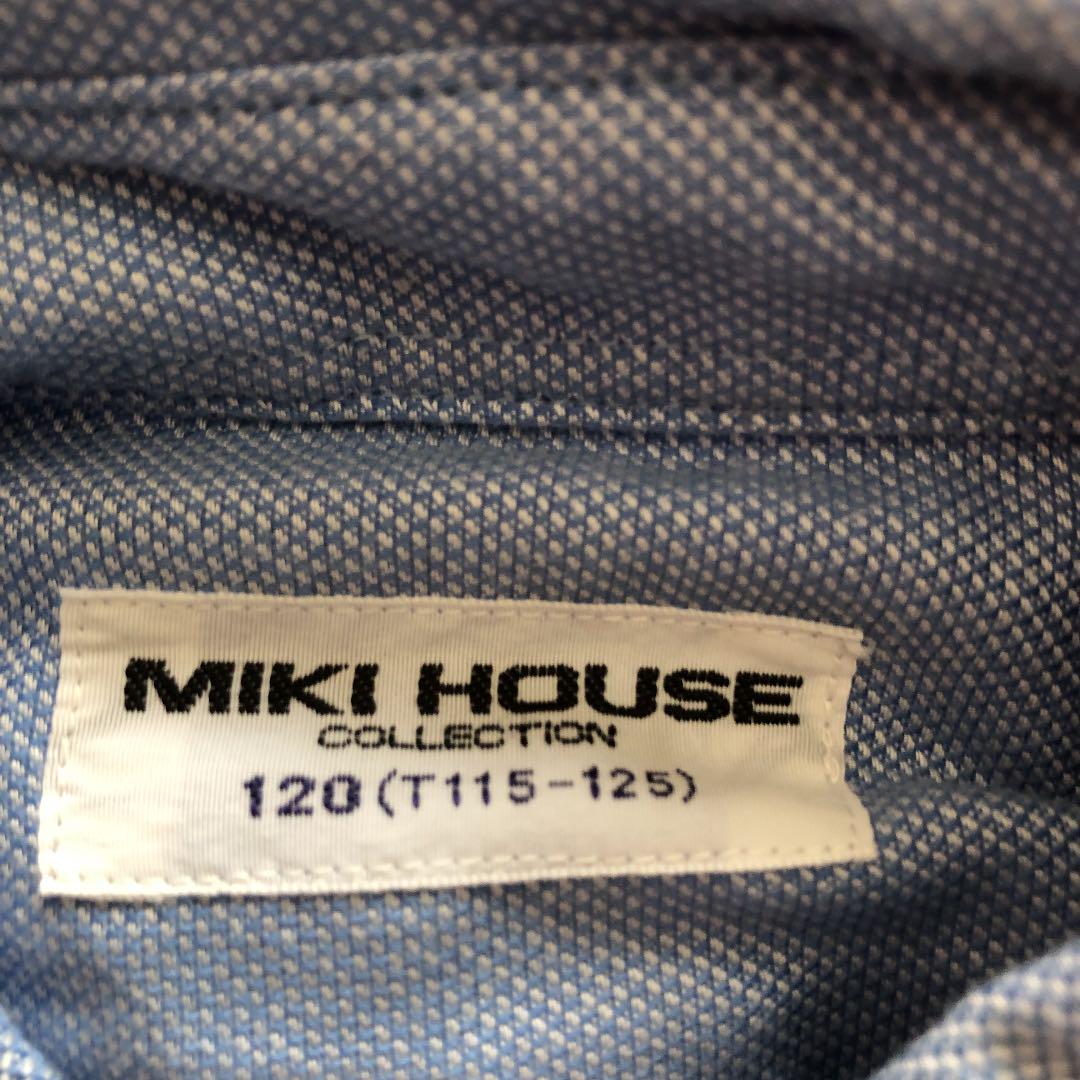 MIKI HOUSE
COLLECTION
120 (T115-125)